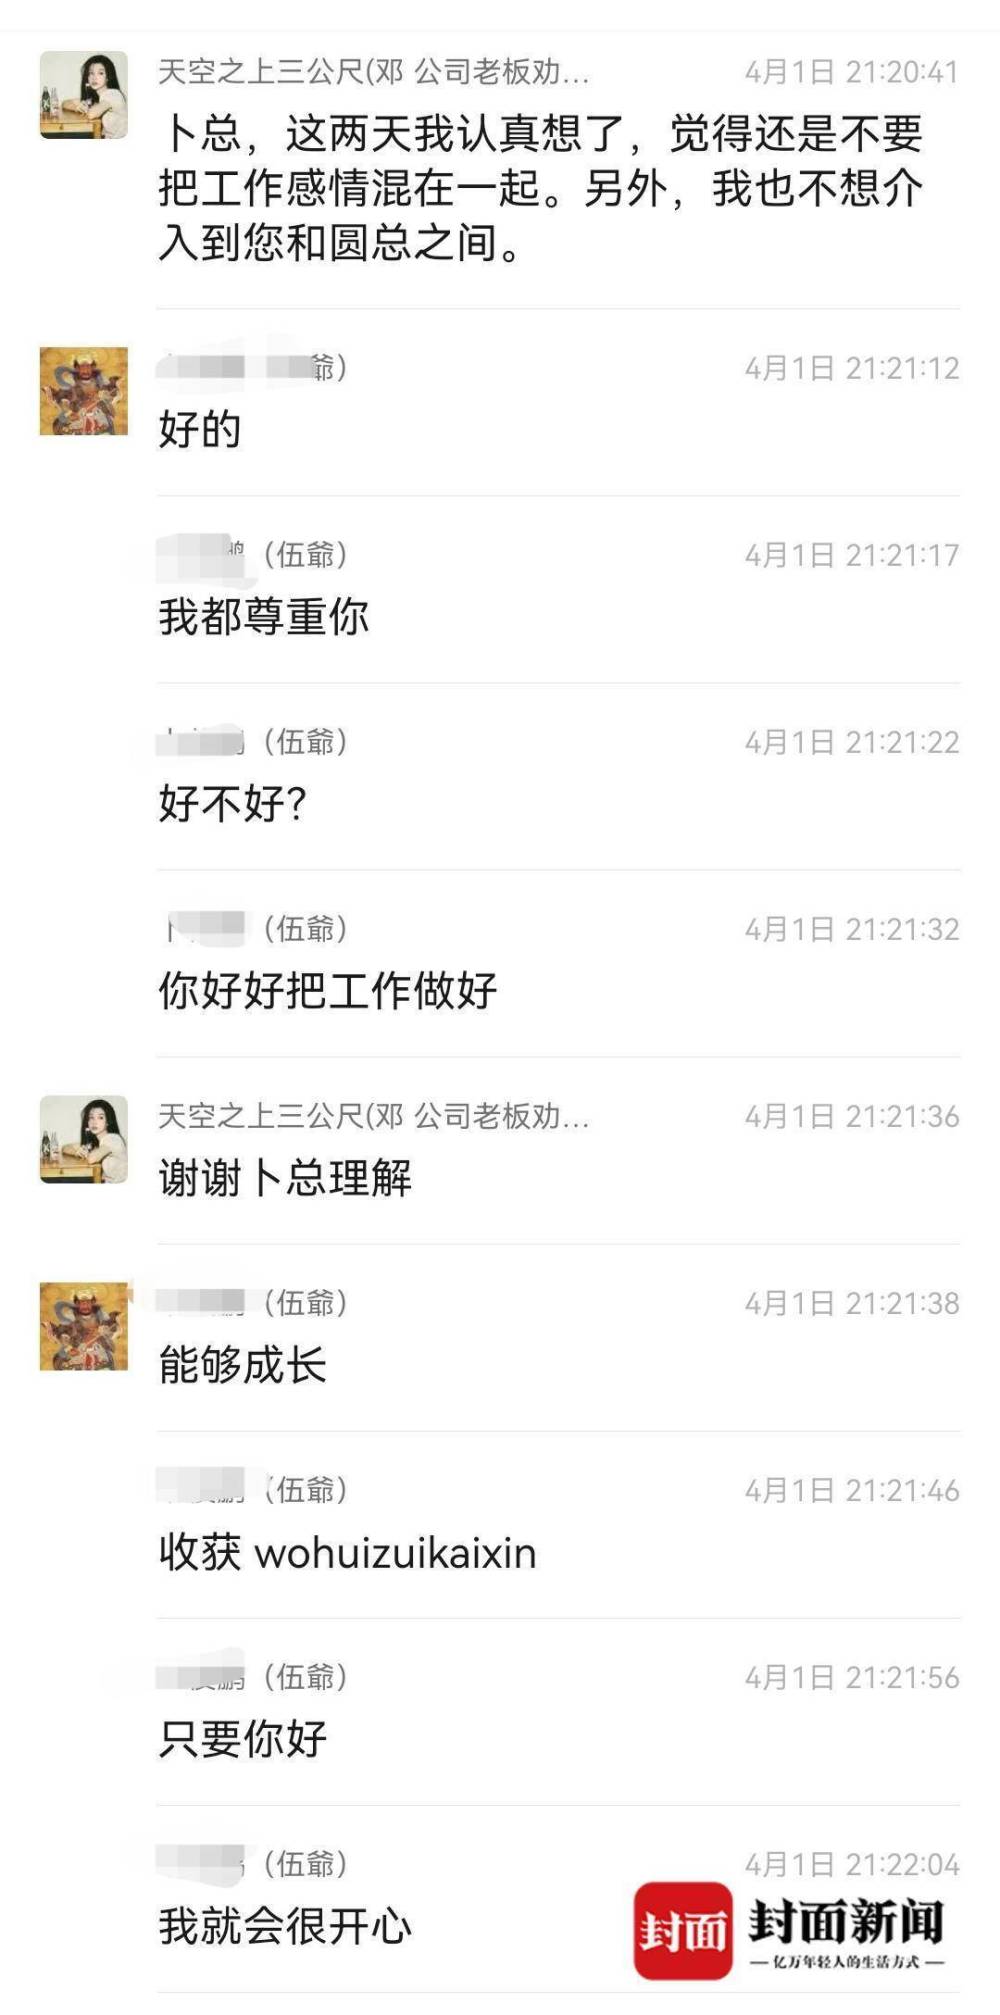 天空之上三公尺(邓 公司老板劝... 4月1日 21:20:41
卜总，这两天我认真想了，觉得还是不要
把工作感情混在一起。另外，我也不想介
入到您和圆总之间。
爺） 4月1日 21:21:12
好的
（伍爺） 4月1日 21:21:17
我都尊重你
（伍爺） 4月1日 21:21:22
好不好？
（伍爺） 4月1日 21:21:32
你好好把工作做好
天空之上三公尺(邓 公司老板劝... 4月1日 21:21:36
谢谢卜总理解
（伍爺） 4月1日 21:21:38
能够成长
（伍爺） 4月1日 21:21:46
收获 wohuizuikaixin
（伍爺） 4月1日 21:21:56
只要你好
（伍爺） 4月1日 21:22:04
我就会很开心
封面 封面新闻
—亿万年轻人的生活方式—